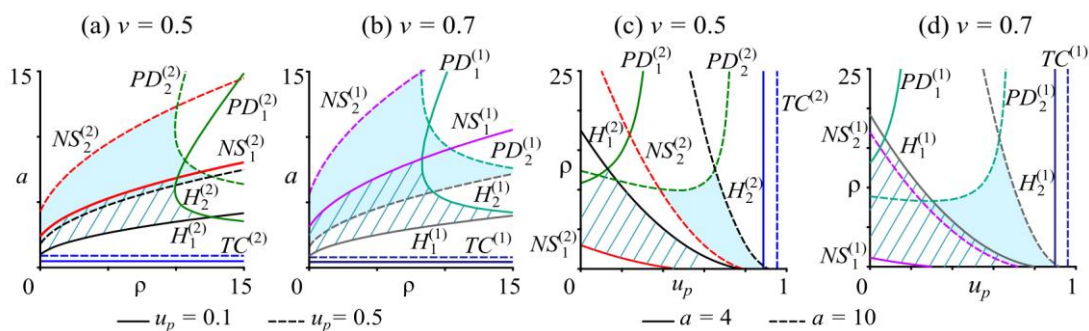 (a) v = 0.5
(b) v = 0.7
(c) v = 0.5
(d) v = 0.7
15
a
0
ρ
15
NS₂⁽²⁾
PD₂⁽²⁾
PD₁⁽²⁾
NS₁⁽²⁾
H₂⁽²⁾
H₁⁽²⁾
TC⁽²⁾
15
a
0
ρ
15
NS₂⁽¹⁾
PD₁⁽¹⁾
NS₁⁽¹⁾
PD₂⁽¹⁾
H₂⁽¹⁾
H₁⁽¹⁾
TC⁽¹⁾
25
ρ
0
uₚ
1
PD₁⁽²⁾
PD₂⁽²⁾
TC⁽²⁾
H₁⁽²⁾
NS₂⁽²⁾
H₂⁽²⁾
NS₁⁽²⁾
25
ρ
0
uₚ
1
TC⁽¹⁾
PD₁⁽¹⁾
PD₂⁽¹⁾
NS₂⁽¹⁾
H₁⁽¹⁾
H₂⁽¹⁾
NS₁⁽¹⁾
uₚ = 0.1 uₚ = 0.5
a = 4 a = 10